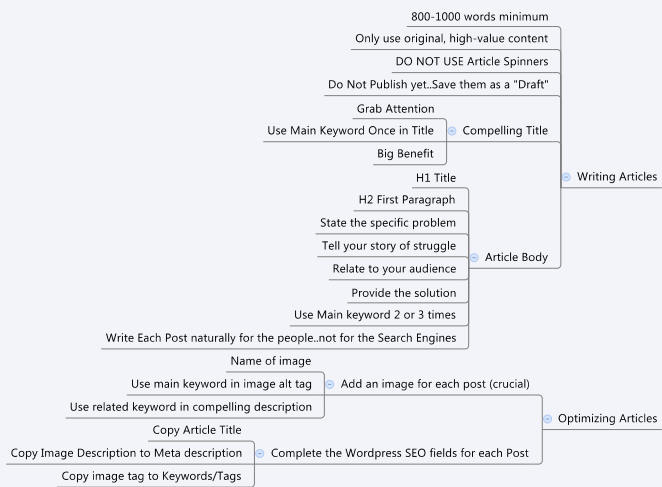 800-1000 words minimum
Only use original, high-value content
DO NOT USE Article Spinners
Do Not Publish yet..Save them as a "Draft"
Grab Attention
Use Main Keyword Once in Title
Compelling Title
Big Benefit
Writing Articles
H1 Title
H2 First Paragraph
State the specific problem
Tell your story of struggle
Article Body
Relate to your audience
Provide the solution
Use Main keyword 2 or 3 times
Write Each Post naturally for the people..not for the Search Engines
Name of image
Use main keyword in image alt tag
Add an image for each post (crucial)
Use related keyword in compelling description
Optimizing Articles
Copy Article Title
Copy Image Description to Meta description
Complete the Wordpress SEO fields for each Post
Copy image tag to Keywords/Tags